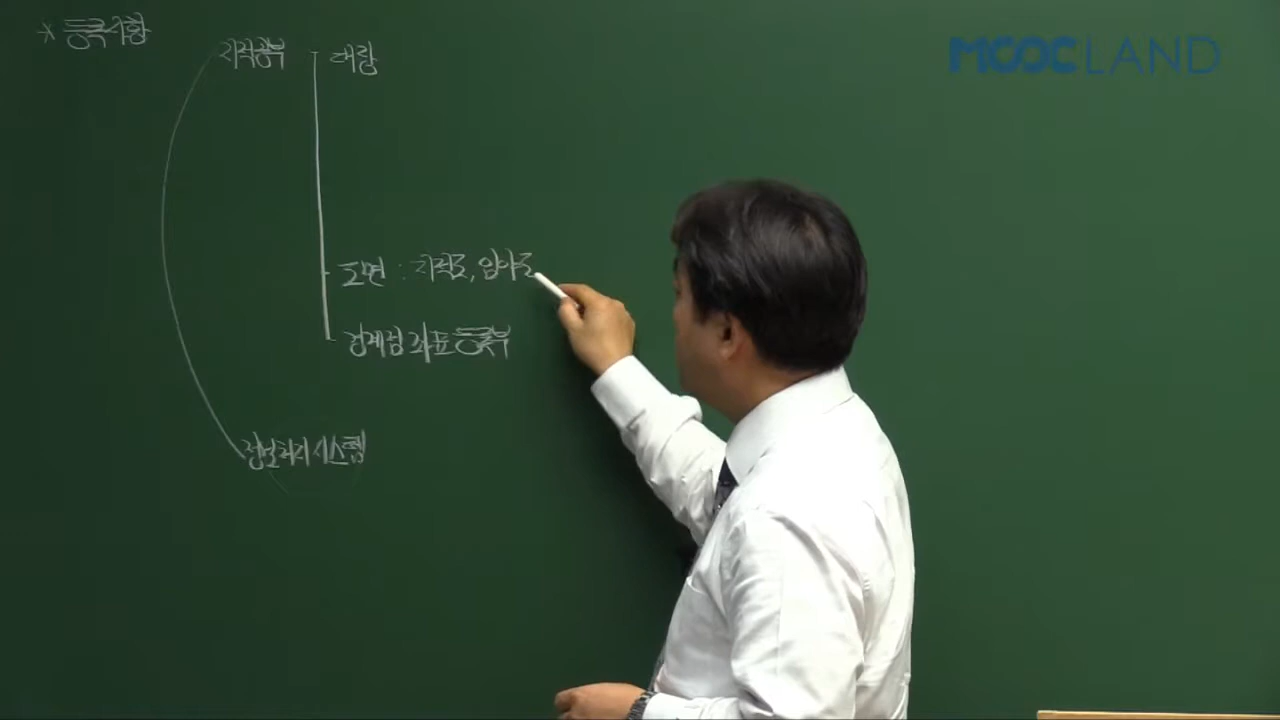 * 등록사항
지적공부 대장
도면 : 지적도, 임야도
경계점좌표등록부
정보처리시스템
MOOCLAND